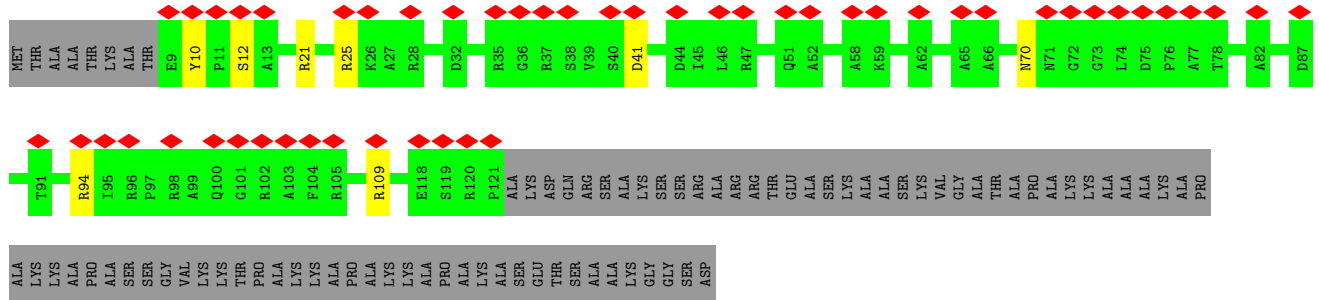 MET THR ALA ALA THR LYS ALA THR E9 Y10 P11 S12 A13 R21 R25 K26 A27 R28 D32 R35 G36 R37 S38 V39 S40 D41 D44 I45 L46 R47 Q51 A52 A58 K59 A62 A65 A66 N70 N71 G72 G73 L74 D75 P76 A77 T78 A82 D87
T91 R94 I95 R96 P97 R98 A99 Q100 G101 R102 A103 F104 R105 R109 E118 S119 R120 P121 ALA LYS ASP GLN ARG SER ALA LYS SER SER ARG ALA ARG ARG THR GLU ALA SER LYS ALA ALA SER LYS VAL GLY ALA THR ALA PRO ALA LYS LYS ALA ALA ALA LYS ALA PRO
ALA LYS LYS ALA PRO ALA SER SER GLY VAL LYS LYS THR PRO ALA LYS LYS ALA PRO ALA LYS LYS ALA PRO ALA LYS ALA SER GLU THR SER ALA ALA LYS GLY GLY SER ASP